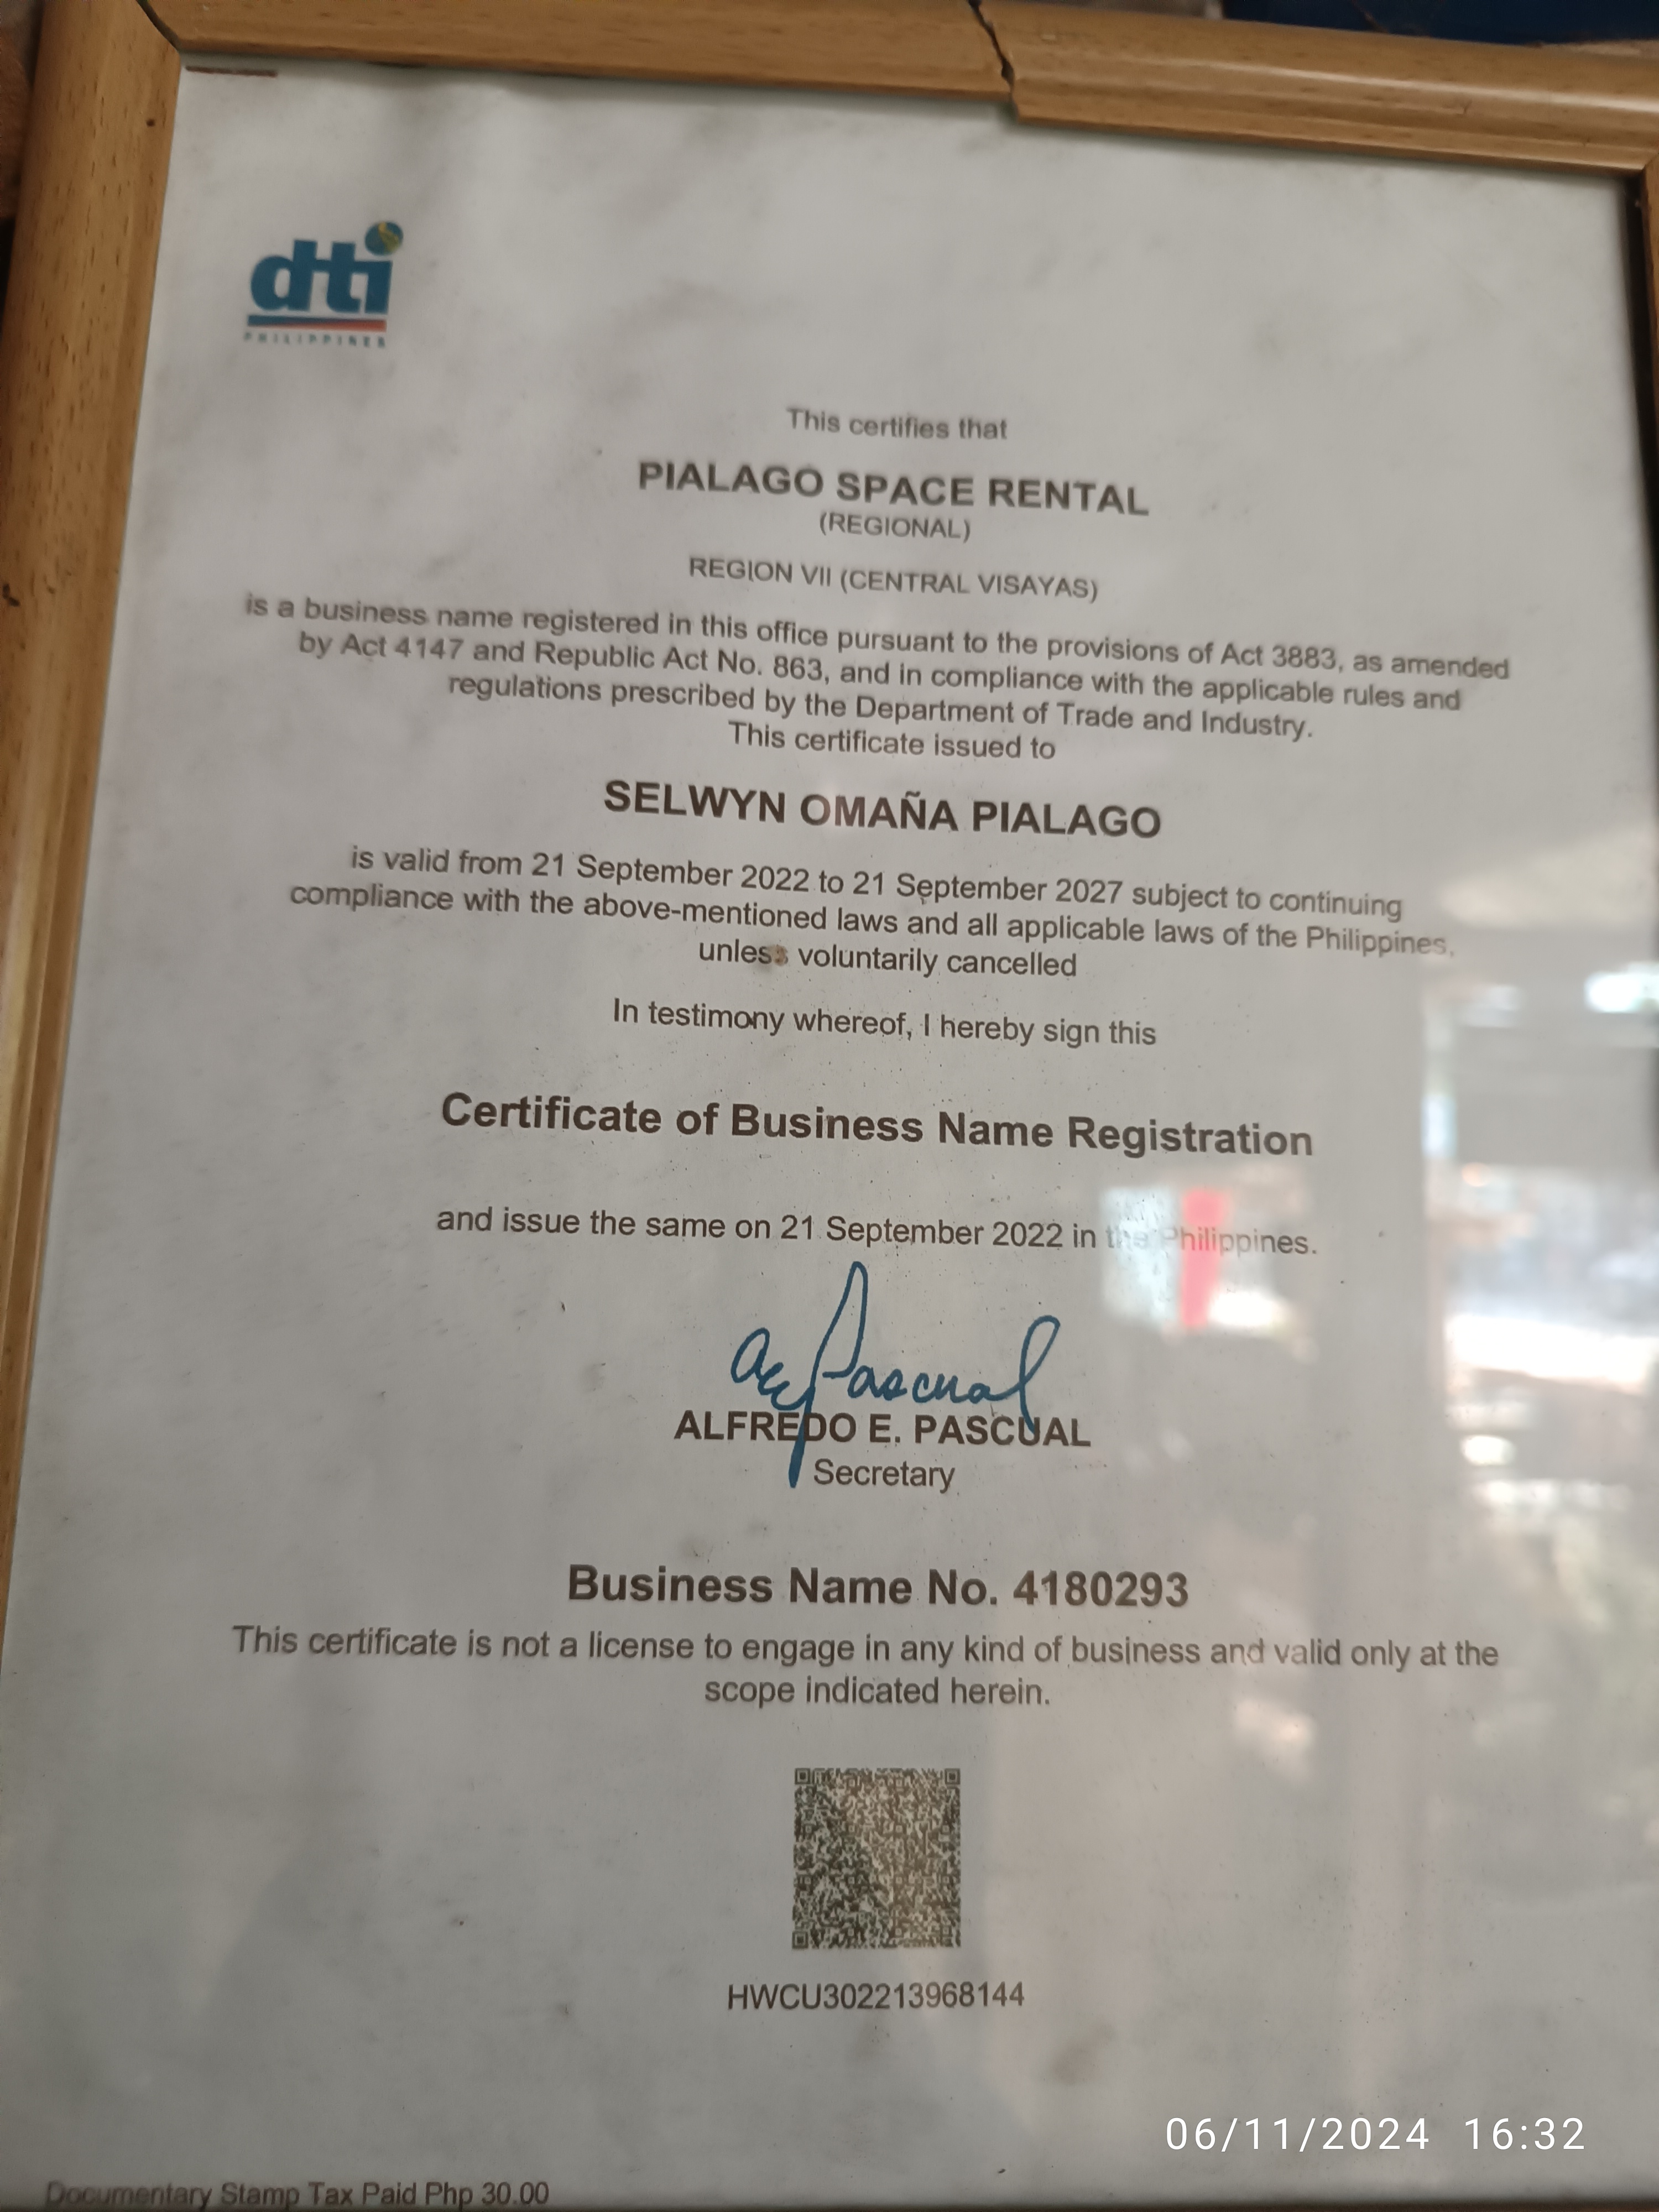 dti
PHILIPPINES
This certifies that
PIALAGO SPACE RENTAL
(REGIONAL)
REGION VII (CENTRAL VISAYAS)
is a business name registered in this office pursuant to the provisions of Act 3883, as amended
by Act 4147 and Republic Act No. 863, and in compliance with the applicable rules and
regulations prescribed by the Department of Trade and Industry.
This certificate issued to
SELWYN OMAÑA PIALAGO
is valid from 21 September 2022 to 21 September 2027 subject to continuing
compliance with the above-mentioned laws and all applicable laws of the Philippines,
unless voluntarily cancelled
In testimony whereof, I hereby sign this
Certificate of Business Name Registration
and issue the same on 21 September 2022 in the Philippines.
aePascual
ALFREDO E. PASCUAL
Secretary
Business Name No. 4180293
This certificate is not a license to engage in any kind of business and valid only at the
scope indicated herein.
HWCU302213968144
06/11/2024 16:32
Documentary Stamp Tax Paid Php 30.00